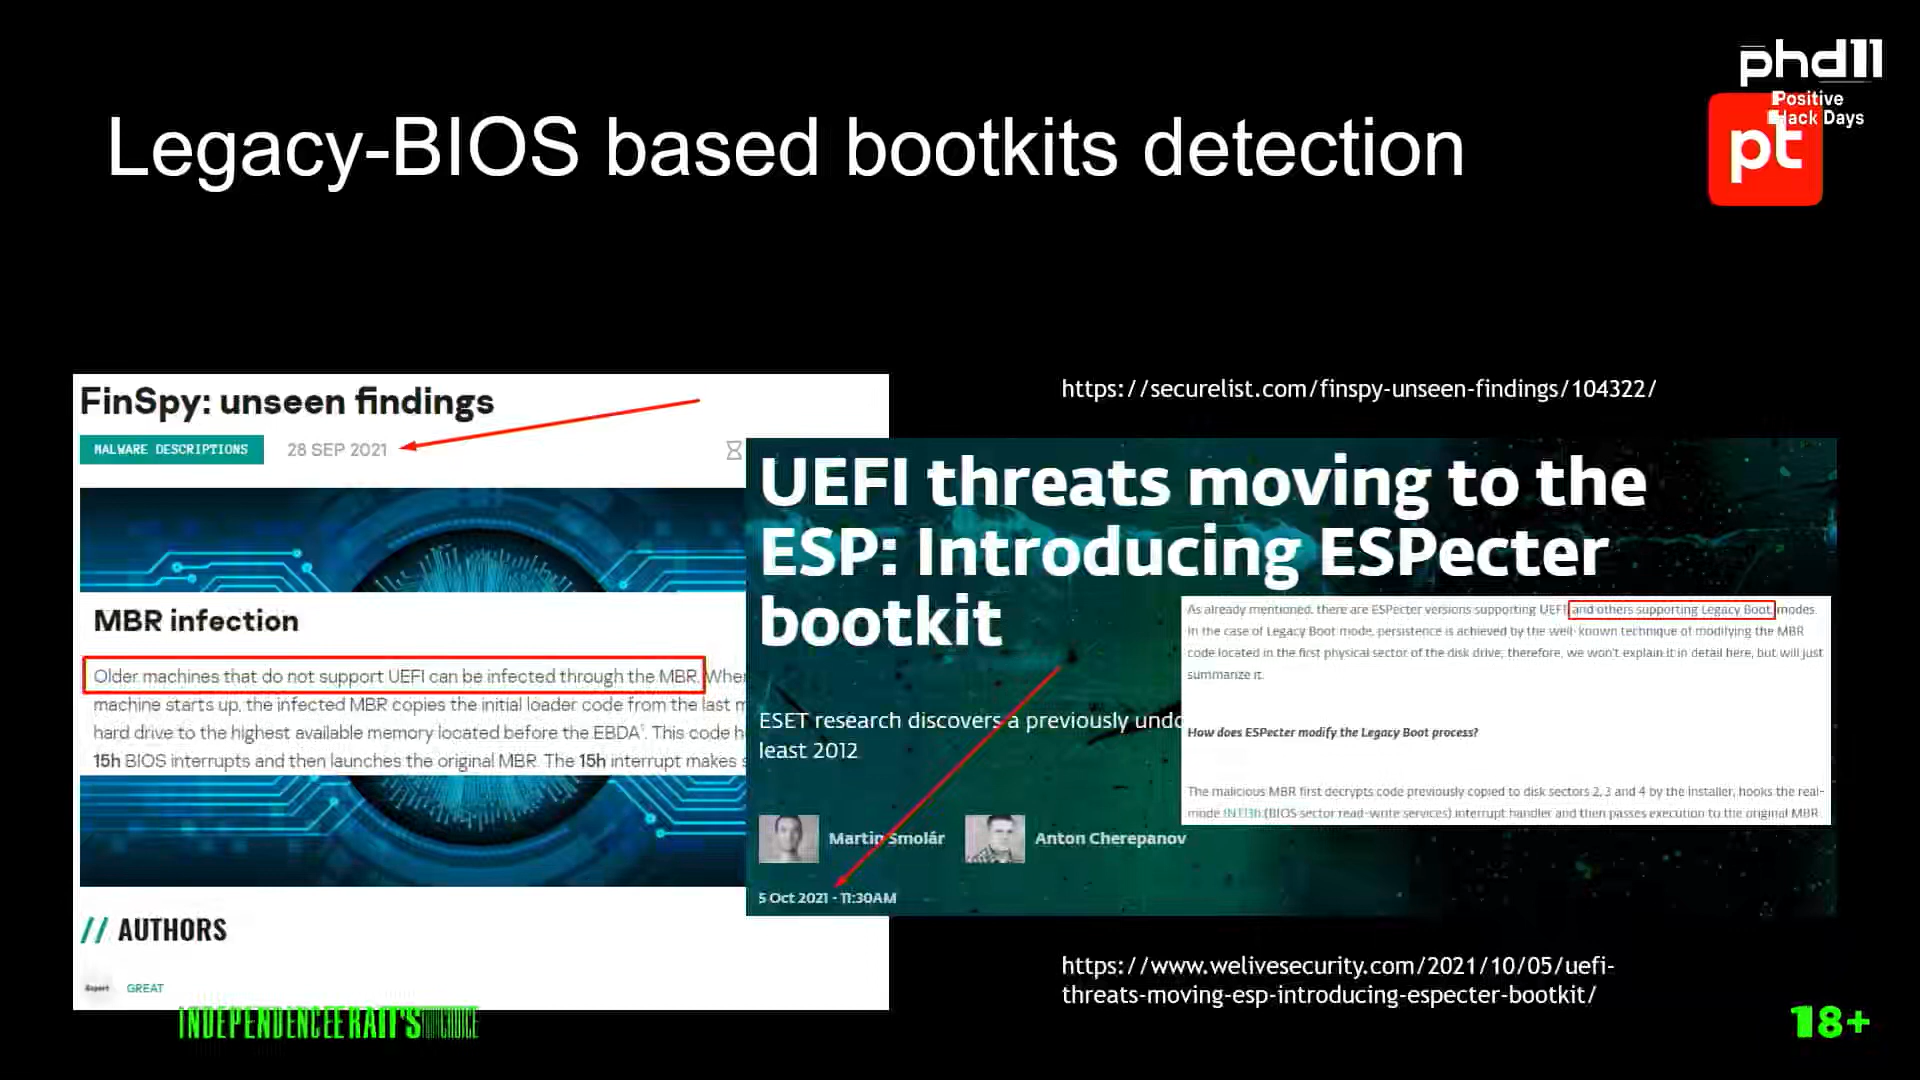 phd11
Positive
Hack Days
pt
Legacy-BIOS based bootkits detection
FinSpy: unseen findings
MALWARE DESCRIPTIONS
28 SEP 2021
MBR infection
Older machines that do not support UEFI can be infected through the MBR. When
machine starts up, the infected MBR copies the initial loader code from the last m
hard drive to the highest available memory located before the EBDA¹. This code h
15h BIOS interrupts and then launches the original MBR. The 15h interrupt makes s
// AUTHORS
Expert
GREAT
https://securelist.com/finspy-unseen-findings/104322/
UEFI threats moving to the
ESP: Introducing ESPecter
bootkit
ESET research discovers a previously undo
least 2012
Martin Smolár
Anton Cherepanov
5 Oct 2021 - 11:30AM
As already mentioned, there are ESPecter versions supporting UEFI and others supporting Legacy Boot modes.
In the case of Legacy Boot mode, persistence is achieved by the well-known technique of modifying the MBR
code located in the first physical sector of the disk drive; therefore, we won't explain it in detail here, but will just
summarize it.
How does ESPecter modify the Legacy Boot process?
The malicious MBR first decrypts code previously copied to disk sectors 2, 3 and 4 by the installer, hooks the real-
mode INT13h (BIOS sector read-write services) interrupt handler and then passes execution to the original MBR.
https://www.welivesecurity.com/2021/10/05/uefi-
threats-moving-esp-introducing-especter-bootkit/
18+